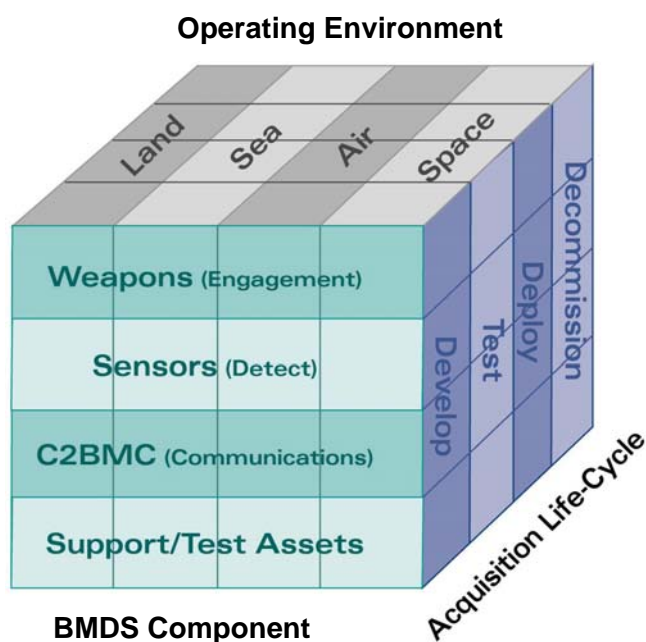 Operating Environment
Land
Sea
Air
Space
Weapons (Engagement)
Sensors (Detect)
C2BMC (Communications)
Support/Test Assets
Develop
Test
Deploy
Decommission
Acquisition Life-Cycle
BMDS Component